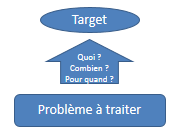 Target
Quoi ?
Combien ?
Pour quand ?
Problème à traiter